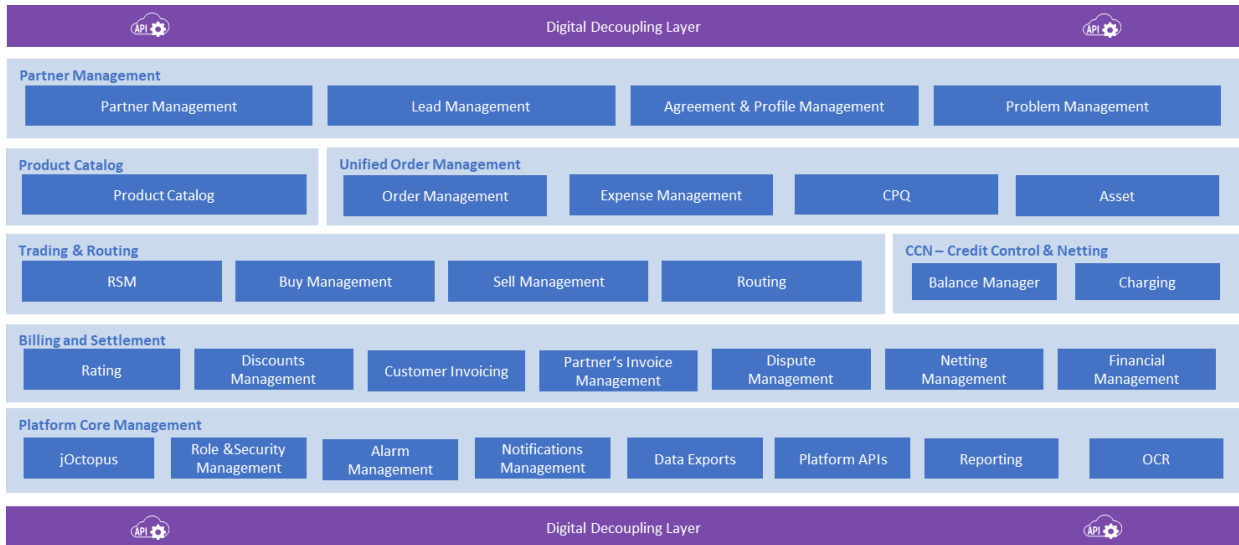 API
Digital Decoupling Layer
API
Partner Management
Partner Management
Lead Management
Agreement & Profile Management
Problem Management
Product Catalog
Product Catalog
Unified Order Management
Order Management
Expense Management
CPQ
Asset
Trading & Routing
RSM
Buy Management
Sell Management
Routing
CCN – Credit Control & Netting
Balance Manager
Charging
Billing and Settlement
Rating
Discounts
Management
Customer Invoicing
Partner's Invoice
Management
Dispute
Management
Netting
Management
Financial
Management
Platform Core Management
jOctopus
Role &Security
Management
Alarm
Management
Notifications
Management
Data Exports
Platform APIs
Reporting
OCR
API
Digital Decoupling Layer
API